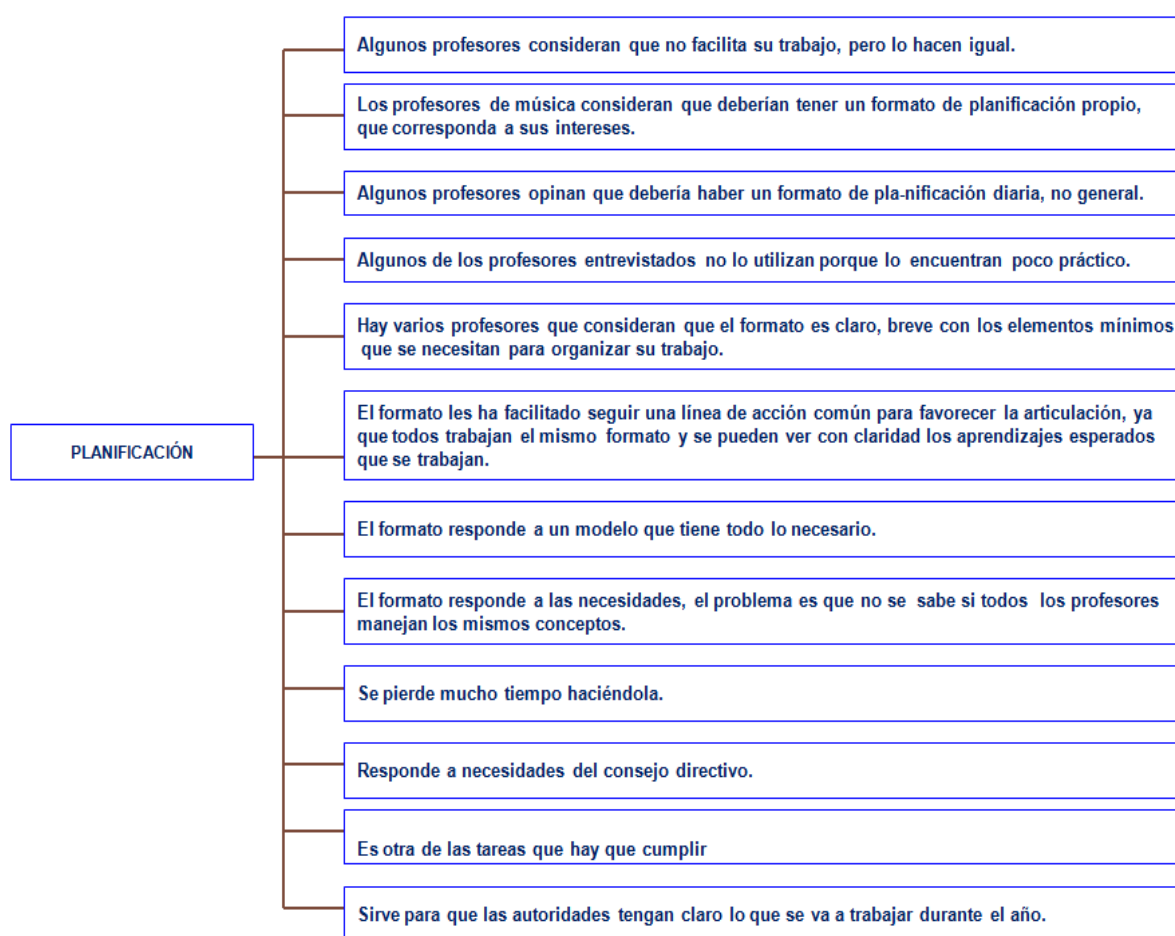 Algunos profesores consideran que no facilita su trabajo, pero lo hacen igual.
Los profesores de música consideran que deberían tener un formato de planificación propio,
que corresponda a sus intereses.
Algunos profesores opinan que debería haber un formato de pla-nificación diaria, no general.
Algunos de los profesores entrevistados no lo utilizan porque lo encuentran poco práctico.
Hay varios profesores que consideran que el formato es claro, breve con los elementos mínimos
que se necesitan para organizar su trabajo.
PLANIFICACIÓN
El formato les ha facilitado seguir una línea de acción común para favorecer la articulación, ya
que todos trabajan el mismo formato y se pueden ver con claridad los aprendizajes esperados
que se trabajan.
El formato responde a un modelo que tiene todo lo necesario.
El formato responde a las necesidades, el problema es que no se sabe si todos los profesores
manejan los mismos conceptos.
Se pierde mucho tiempo haciéndola.
Responde a necesidades del consejo directivo.
Es otra de las tareas que hay que cumplir
Sirve para que las autoridades tengan claro lo que se va a trabajar durante el año.